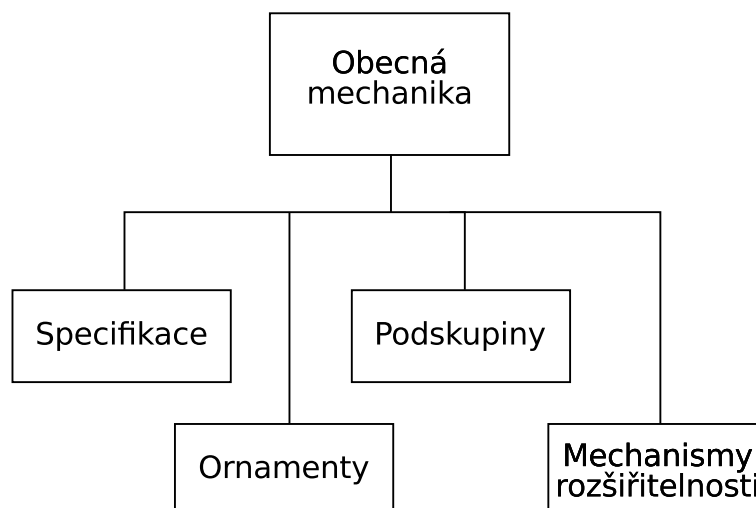 Obecná
mechanika
Specifikace
Podskupiny
Ornamenty
Mechanismy
rozšiřitelnosti